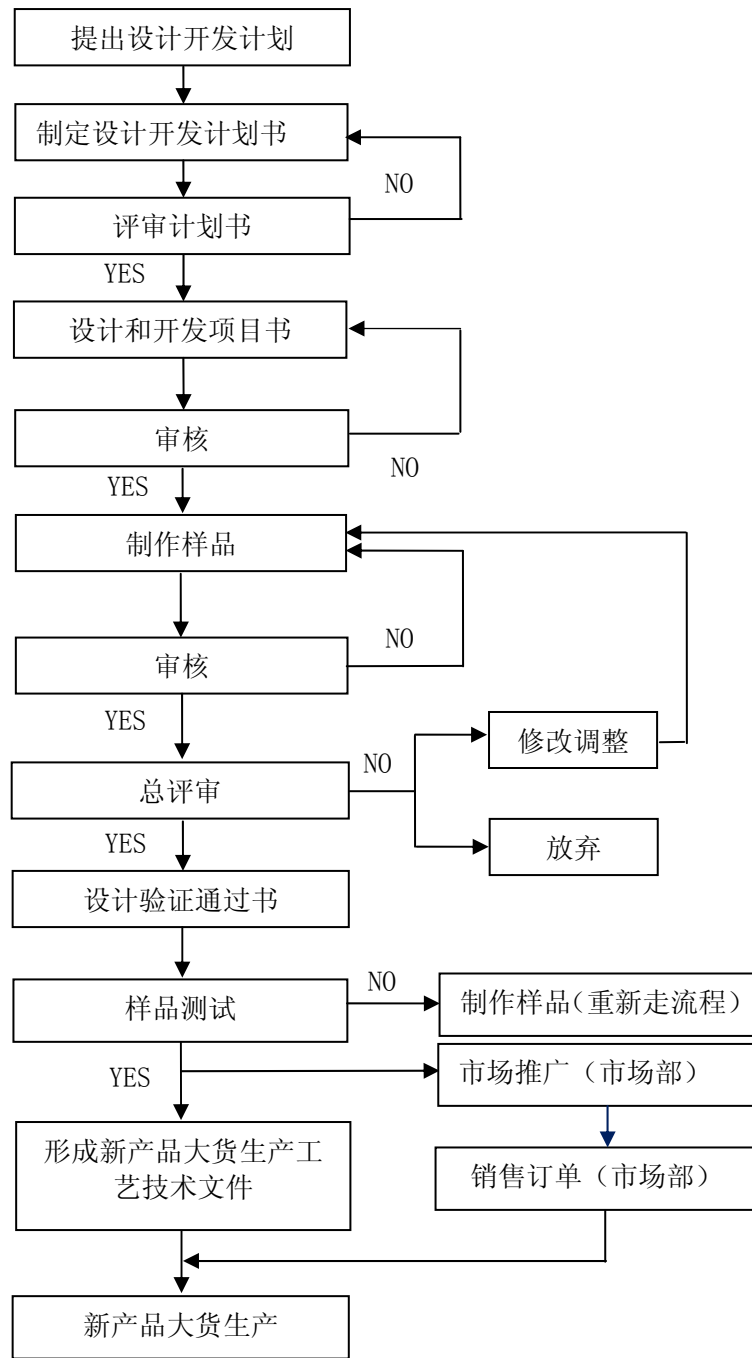 提出设计开发计划
制定设计开发计划书
NO
评审计划书
YES
设计和开发项目书
审核
NO
YES
制作样品
NO
审核
YES
修改调整
NO
总评审
YES
放弃
设计验证通过书
NO
样品测试
制作样品（重新走流程）
YES
市场推广（市场部）
形成新产品大货生产工
艺技术文件
销售订单（市场部）
新产品大货生产